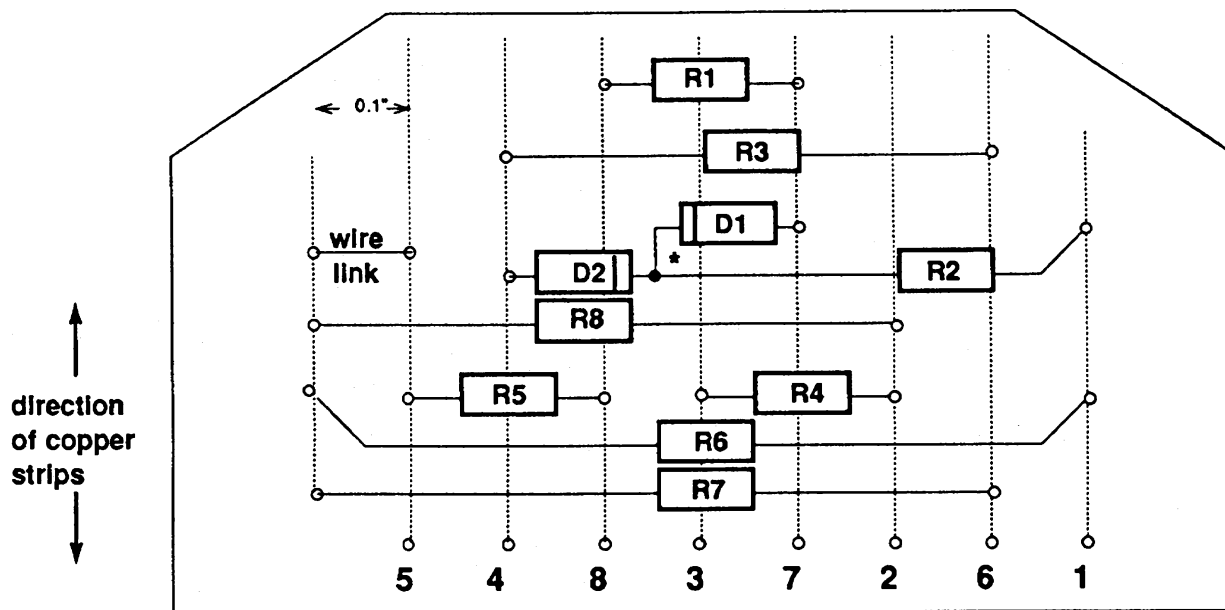 R1
0.1"
R3
D1
wire
link
*
D2
R2
R8
R5
R4
direction
of copper
strips
R6
R7
5 4 8 3 7 2 6 1